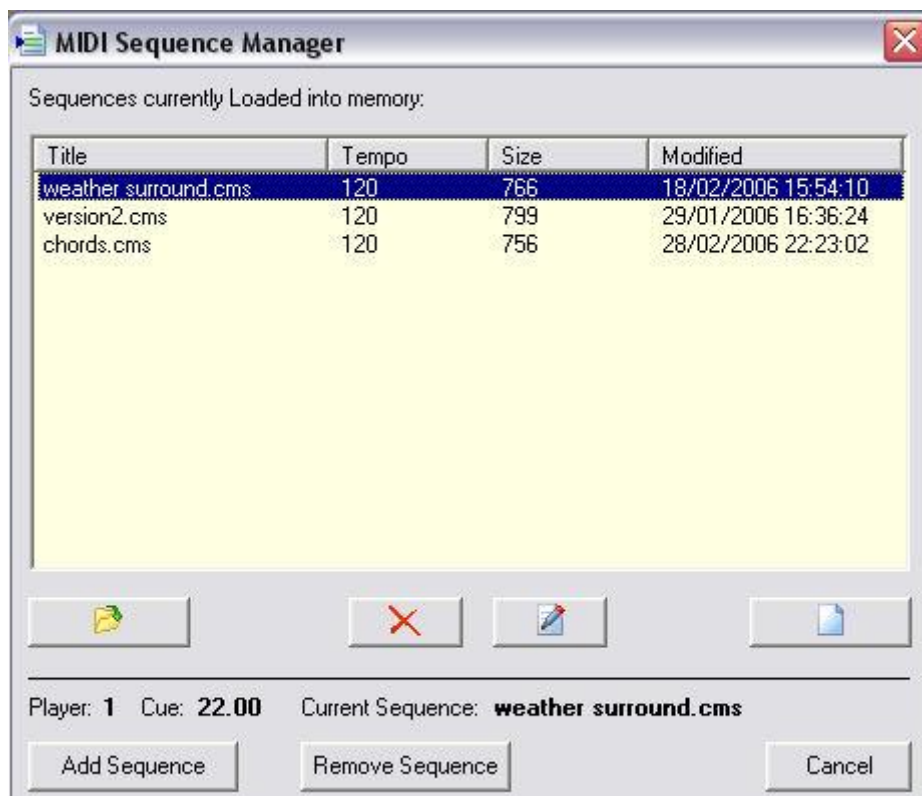 MIDI Sequence Manager
Sequences currently Loaded into memory:
Title Tempo Size Modified
weather surround.cms 120 766 18/02/2006 15:54:10
version2.cms 120 799 29/01/2006 16:36:24
chords.cms 120 756 28/02/2006 22:23:02
Player: 1 Cue: 22.00 Current Sequence: weather surround.cms
Add Sequence Remove Sequence Cancel